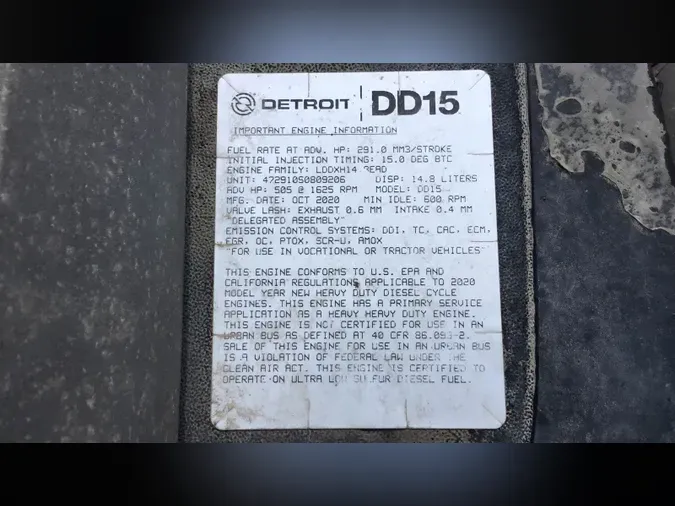 DETROIT DD15
IMPORTANT ENGINE INFORMATION
FUEL RATE AT ADV. HP: 291.0 MM3/STROKE
INITIAL INJECTION TIMING: 15.0 DEG BTC
ENGINE FAMILY: LDDXH14
UNIT: 472910S0809206 DISP: 14.8 LITERS
ADV HP: 505 @ 1625 RPM MODEL: DD15
MFG. DATE: OCT 2020 MIN IDLE: 600 RPM
VALVE LASH: EXHAUST 0.6 MM INTAKE 0.4 MM
"DELEGATED ASSEMBLY"
EMISSION CONTROL SYSTEMS: DDI, TC, CAC, ECM,
EGR, OC, PTOX, SCR-U, AMOX
"FOR USE IN VOCATIONAL OR TRACTOR VEHICLES"
THIS ENGINE CONFORMS TO U.S. EPA AND
CALIFORNIA REGULATIONS APPLICABLE TO 2020
MODEL YEAR NEW HEAVY DUTY DIESEL CYCLE
ENGINES. THIS ENGINE HAS A PRIMARY SERVICE
APPLICATION AS A HEAVY HEAVY DUTY ENGINE.
THIS ENGINE IS NOT CERTIFIED FOR USE IN AN
URBAN BUS AS DEFINED AT 40 CFR 86.093-2.
SALE OF THIS ENGINE FOR USE IN AN URBAN BUS
IS A VIOLATION OF FEDERAL LAW UNDER THE
CLEAN AIR ACT. THIS ENGINE IS CERTIFIED TO
OPERATE ON ULTRA LOW SULFUR DIESEL FUEL.